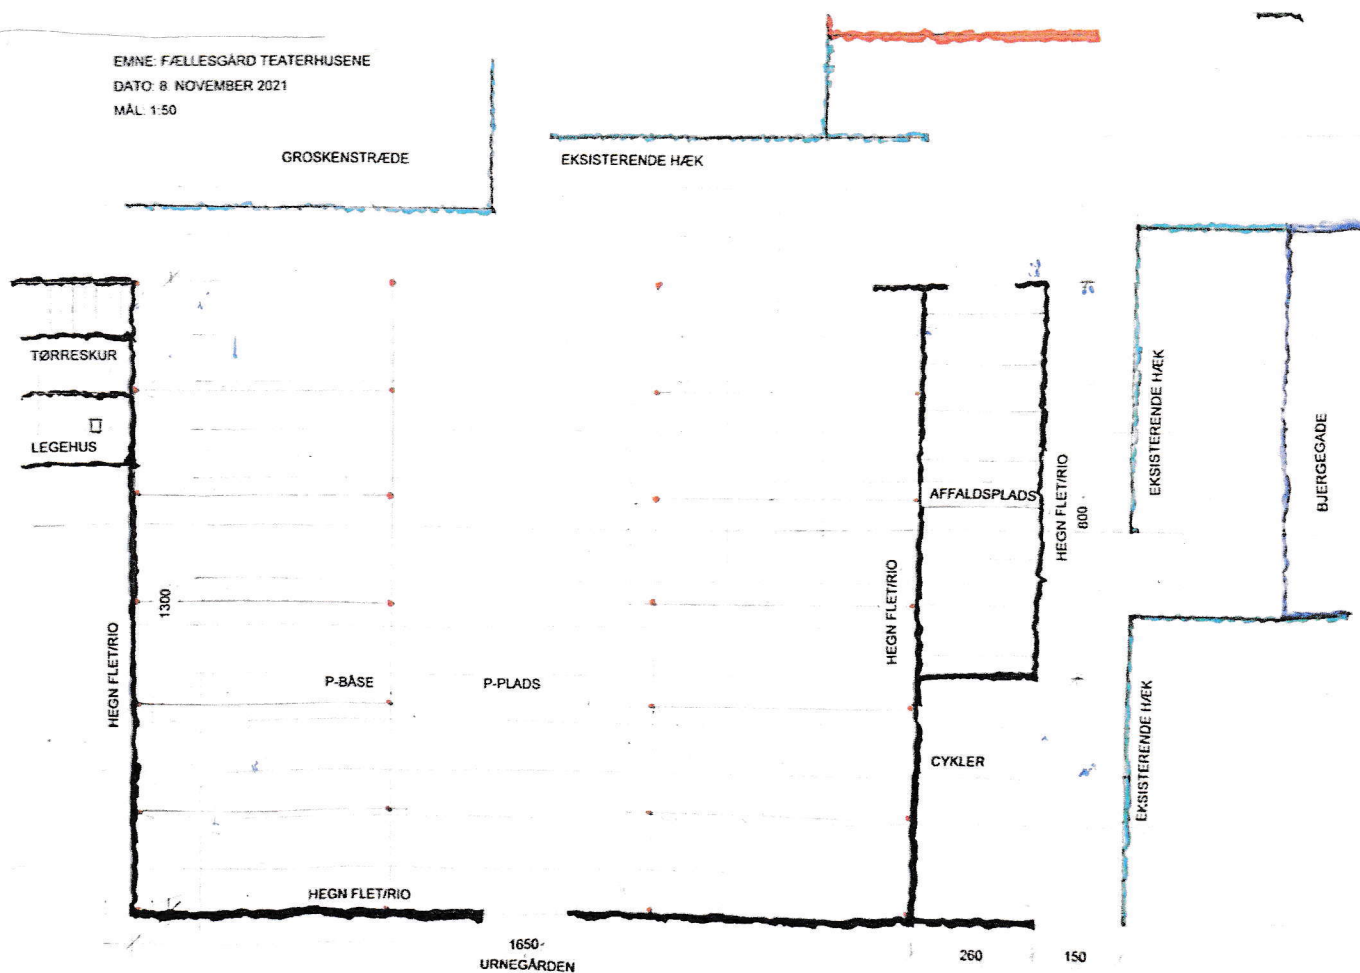 EMNE: FÆLLESGÅRD TEATERHUSENE
DATO: 8. NOVEMBER 2021
MÅL: 1:50
GROSKENSTRÆDE
EKSISTERENDE HÆK
TØRRESKUR
LEGEHUS
EKSISTERENDE HÆK
BJERGEGADE
AFFALDSPLADS
HEGN FLET/RIO
800
1300
HEGN FLET/RIO
HEGN FLET/RIO
P-BÅSE
P-PLADS
EKSISTERENDE HÆK
CYKLER
HEGN FLET/RIO
1650
URNEGÅRDEN
260
150